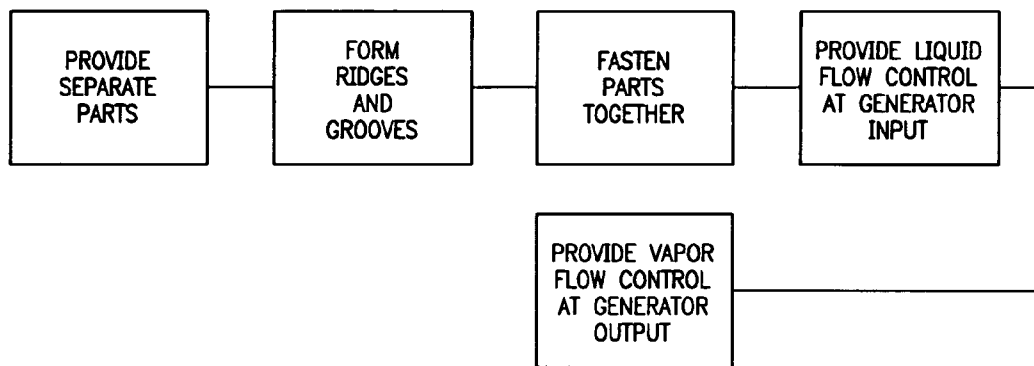 PROVIDE
SEPARATE
PARTS
FORM
RIDGES
AND
GROOVES
FASTEN
PARTS
TOGETHER
PROVIDE LIQUID
FLOW CONTROL
AT GENERATOR
INPUT
PROVIDE VAPOR
FLOW CONTROL
AT GENERATOR
OUTPUT